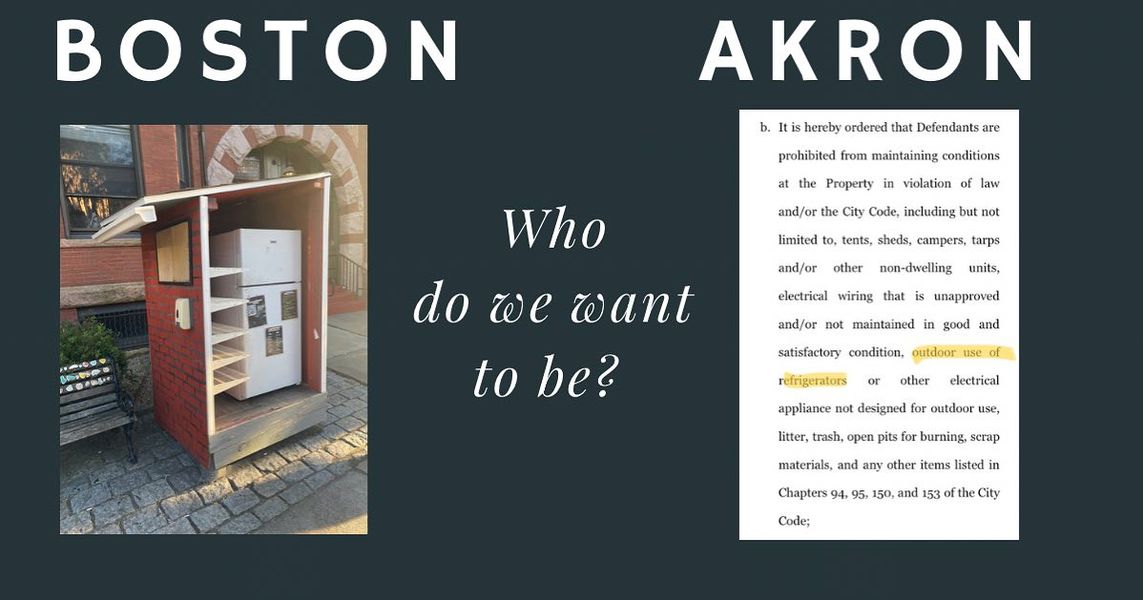 BOSTON
AKRON
Who
do we want
to be?
b. It is hereby ordered that Defendants are
prohibited from maintaining conditions
at the Property in violation of law
and/or the City Code, including but not
limited to, tents, sheds, campers, tarps
and/or other non-dwelling units,
electrical wiring that is unapproved
and/or not maintained in good and
satisfactory condition, outdoor use of
refrigerators or other electrical
appliance not designed for outdoor use,
litter, trash, open pits for burning, scrap
materials, and any other items listed in
Chapters 94, 95, 150, and 153 of the City
Code;